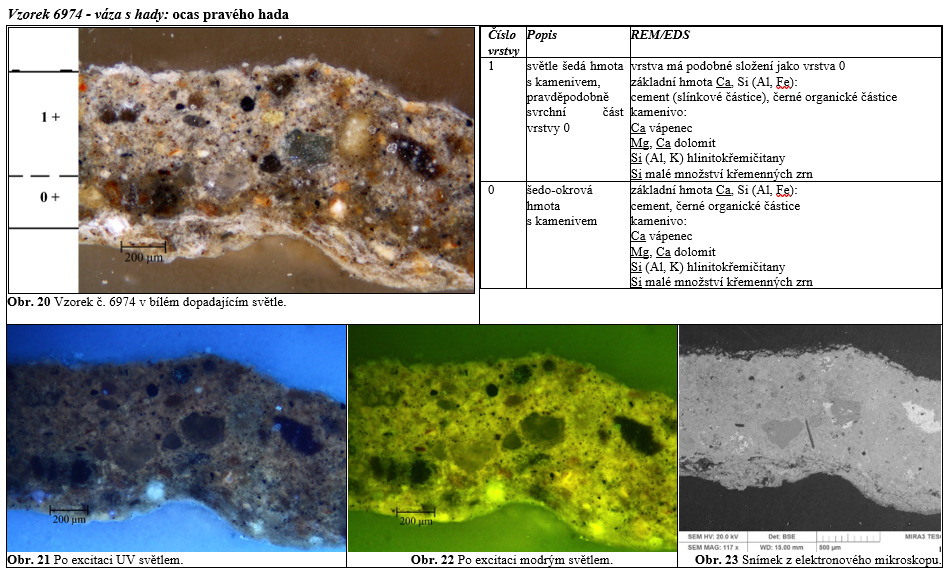 Vzorek 6974 - váza s hady: ocas pravého hada
Číslo vrstvy
Popis
REM/EDS
1
světle šedá hmota
s kamenivem,
pravděpodobně
svrchní část
vrstvy 0
vrstva má podobné složení jako vrstva 0
základní hmota Ca, Si (Al, Fe):
cement (slínkové částice), černé organické částice
kamenivo:
Ca vápenec
Mg, Ca dolomit
Si (Al, K) hlinitokřemičitany
Si malé množství křemenných zrn
0
šedo-okrová
hmota
s kamenivem
základní hmota Ca, Si (Al, Fe):
cement, černé organické částice
kamenivo:
Ca vápenec
Mg, Ca dolomit
Si (Al, K) hlinitokřemičitany
Si malé množství křemenných zrn
1 +
0 +
200 µm
Obr. 20 Vzorek č. 6974 v bílém dopadajícím světle.
200 µm
200 µm
SEM HV: 20.0 kV Det: BSE MIRA3 TES
SEM MAG: 117 x WD: 15.00 mm 500 µm
Obr. 21 Po excitaci UV světlem.
Obr. 22 Po excitaci modrým světlem.
Obr. 23 Snímek z elektronového mikroskopu.